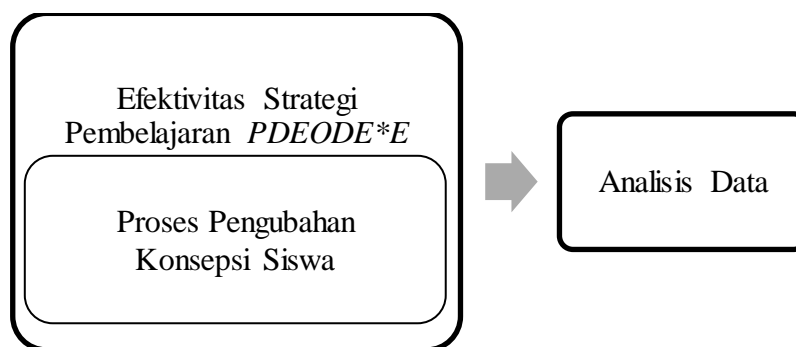 Efektivitas Strategi
Pembelajaran PDEODE*E
Proses Pengubahan
Konsepsi Siswa
Analisis Data